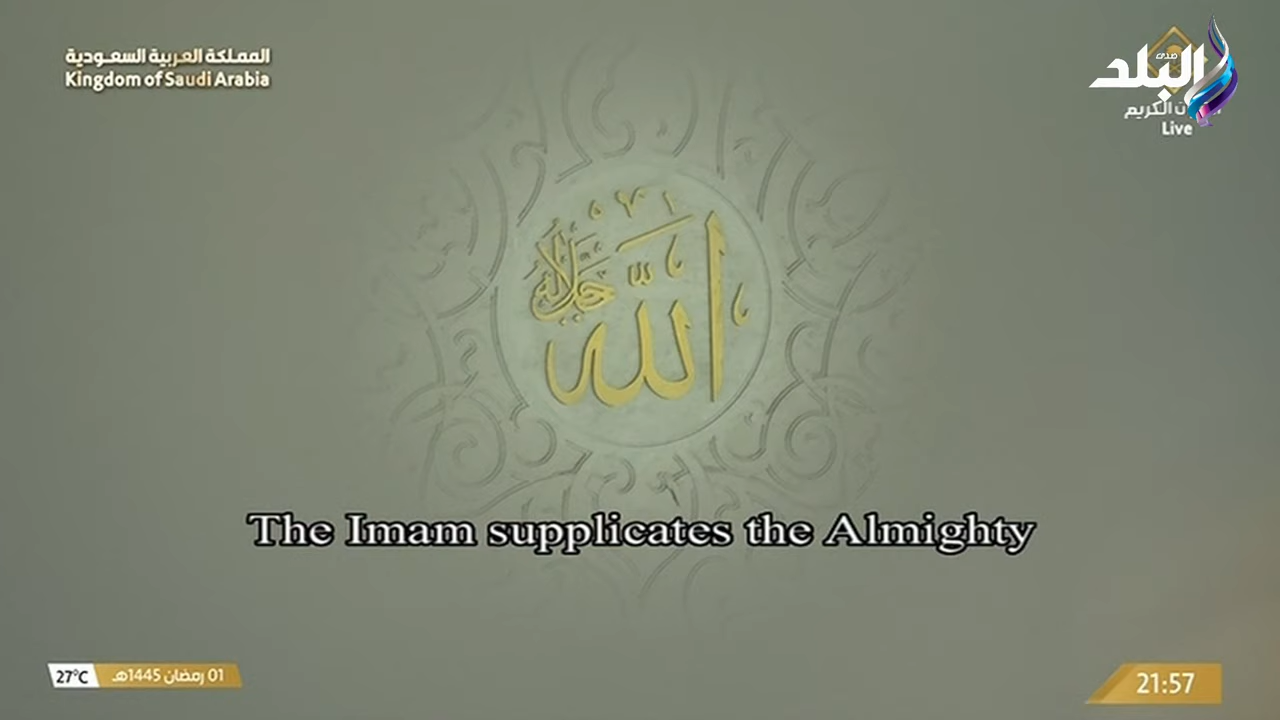 المملكة العربية السعودية
Kingdom of Saudi Arabia
صدى
البلد
الكريم
Live
الله
جل جلاله
The Imam supplicates the Almighty
27°C
01 رمضان 1445هـ
21:57